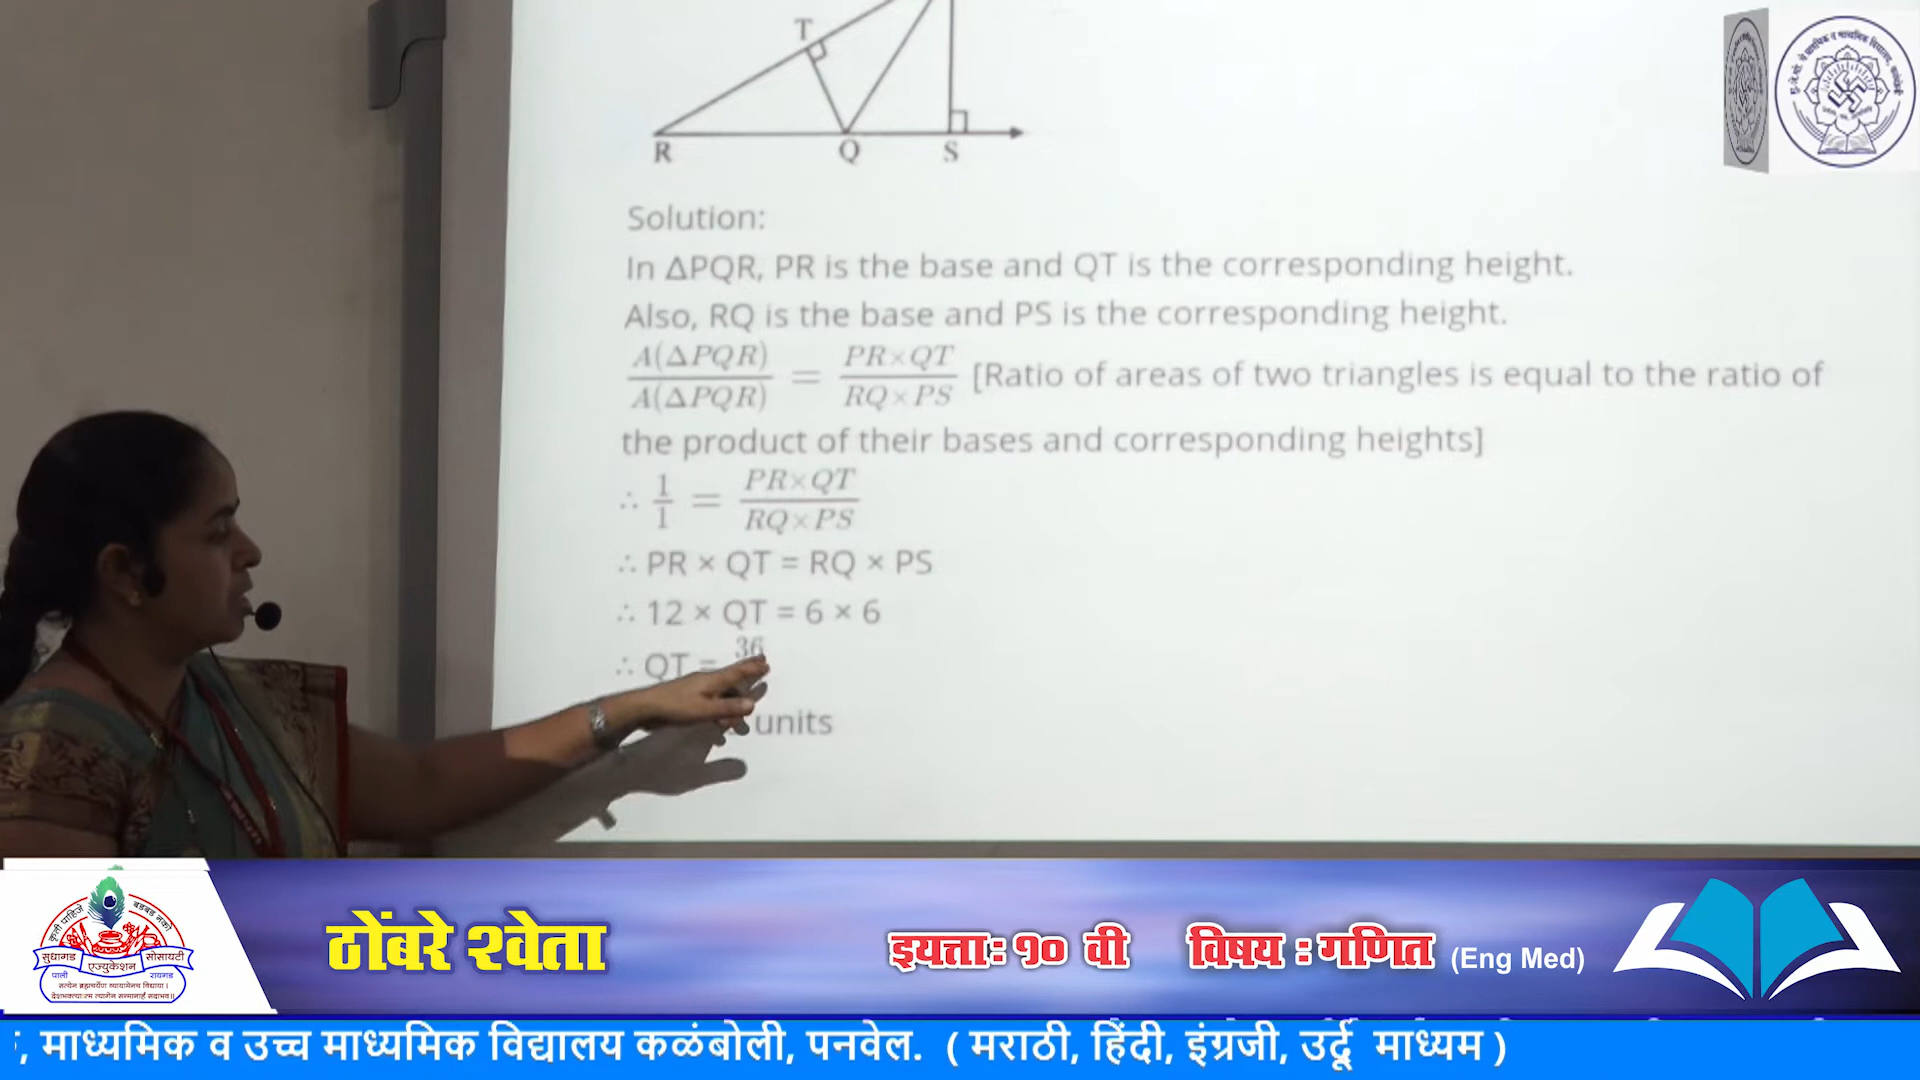 T
R Q S
Solution:
In ΔPQR, PR is the base and QT is the corresponding height.
Also, RQ is the base and PS is the corresponding height.
A(ΔPQR)/A(ΔPQR) = PR×QT/RQ×PS [Ratio of areas of two triangles is equal to the ratio of
the product of their bases and corresponding heights]
∴ 1/1 = PR×QT/RQ×PS
∴ PR × QT = RQ × PS
∴ 12 × QT = 6 × 6
∴ QT = 36
units
कृती पाहिजे बडबड नको
सुधागड एज्युकेशन सोसायटी
पाली रायगड
ठोंबरे श्वेता
इयत्ता: १० वी विषय : गणित (Eng Med)
, माध्यमिक व उच्च माध्यमिक विद्यालय कळंबोली, पनवेल. ( मराठी, हिंदी, इंग्रजी, उर्दू माध्यम )